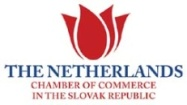 THE NETHERLANDS
CHAMBER OF COMMERCE
IN THE SLOVAK REPUBLIC